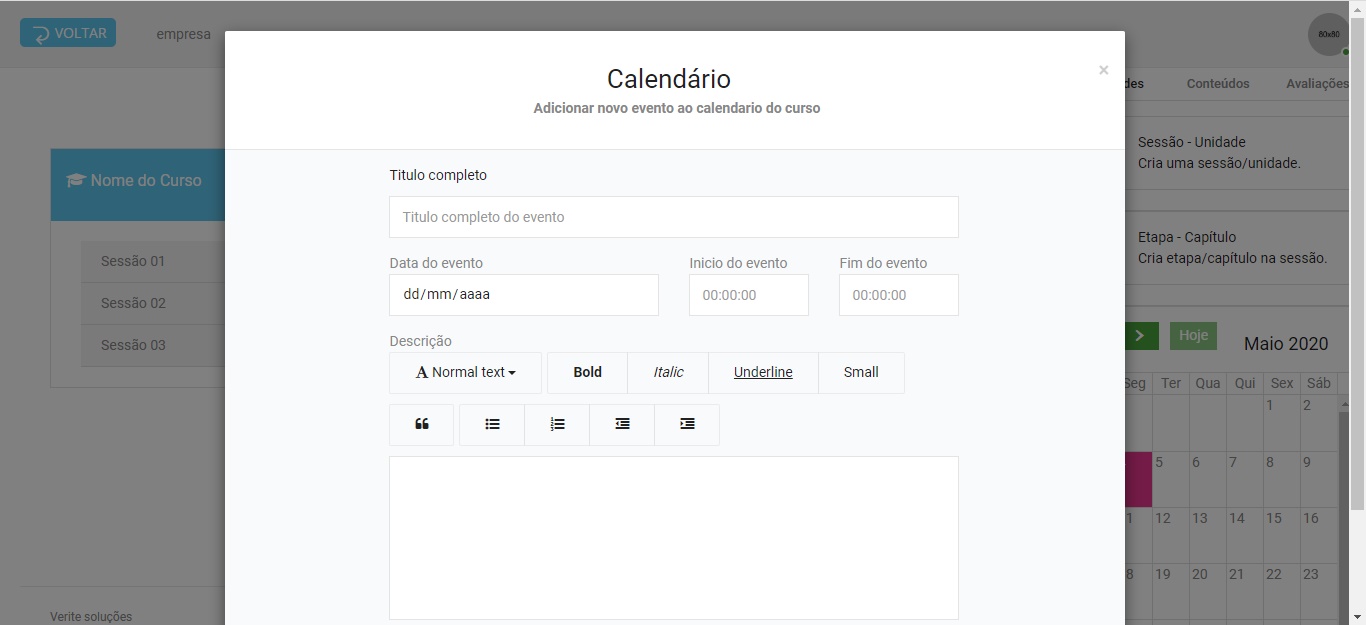 VOLTAR
empresa
80x80
Calendário
×
Adicionar novo evento ao calendario do curso
des
Conteúdos
Avaliações
Nome do Curso
Sessão 01
Sessão 02
Sessão 03
Titulo completo
Titulo completo do evento
Data do evento
Inicio do evento
Fim do evento
dd/mm/aaaa
00:00:00
00:00:00
Descrição
A Normal text
Bold
Italic
Underline
Small
Sessão - Unidade
Cria uma sessão/unidade.
Etapa - Capítulo
Cria etapa/capítulo na sessão.
Hoje
Maio 2020
Seg Ter Qua Qui Sex Sáb
1 2
5 6 7 8 9
1 12 13 14 15 16
8 19 20 21 22 23
Verite soluções